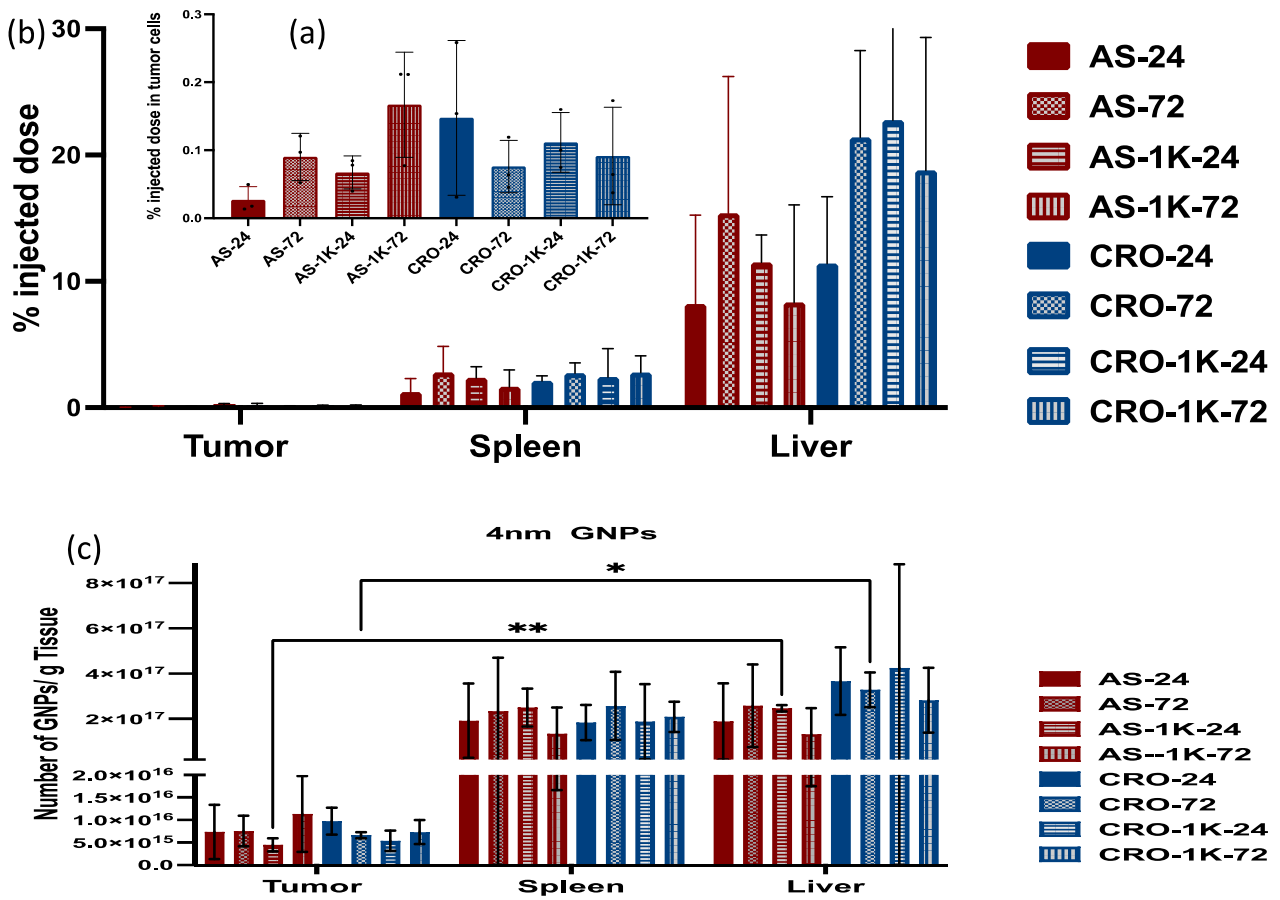 (b)
(a)
% injected dose
30
20
10
0
% injected dose in tumor cells
0.3
0.2
0.1
0.0
AS-24
AS-72
AS-1K-24
AS-1K-72
CRO-24
CRO-72
CRO-1K-24
CRO-1K-72
Tumor
Spleen
Liver
AS-24
AS-72
AS-1K-24
AS-1K-72
CRO-24
CRO-72
CRO-1K-24
CRO-1K-72
(c)
4nm GNPs
Number of GNPs/ g Tissue
8×10¹⁷
6×10¹⁷
4×10¹⁷
2×10¹⁷
2.0×10¹⁶
1.5×10¹⁶
1.0×10¹⁶
5.0×10¹⁵
0.0
*
**
Tumor
Spleen
Liver
AS-24
AS-72
AS-1K-24
AS--1K-72
CRO-24
CRO-72
CRO-1K-24
CRO-1K-72